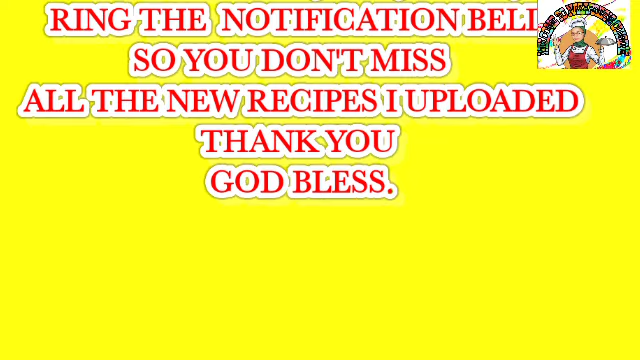 RING THE NOTIFICATION BELL
SO YOU DON'T MISS
ALL THE NEW RECIPES I UPLOADED
THANK YOU
GOD BLESS.